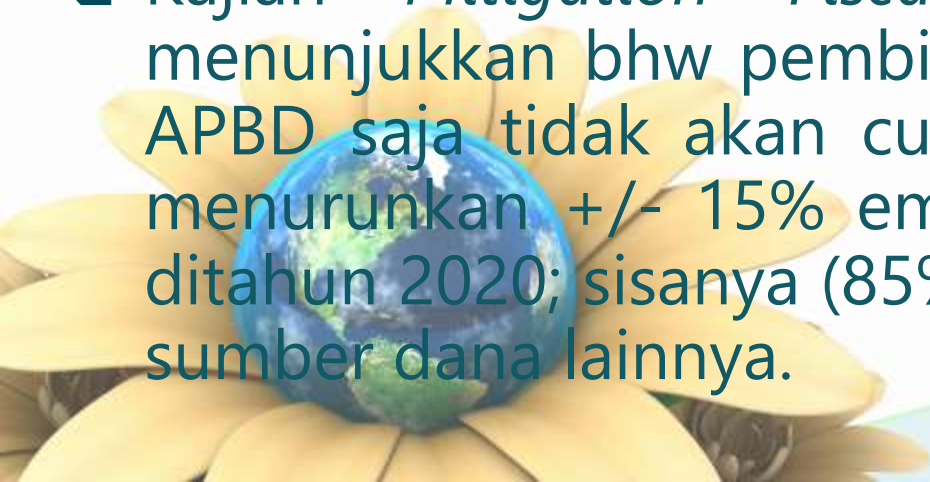 menunjukkan bhw pembi
APBD saja tidak akan cu
menurunkan +/- 15% em
ditahun 2020; sisanya (85%
sumber dana lainnya.